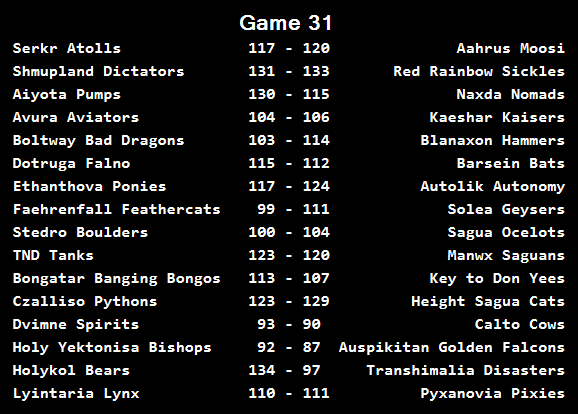 Game 31
Serkr Atolls 117 - 120 Aahrus Moosi
Shmupland Dictators 131 - 133 Red Rainbow Sickles
Aiyota Pumps 130 - 115 Naxda Nomads
Avura Aviators 104 - 106 Kaeshar Kaisers
Boltway Bad Dragons 103 - 114 Blanaxon Hammers
Dotruga Falno 115 - 112 Barsein Bats
Ethanthova Ponies 117 - 124 Autolik Autonomy
Faehrenfall Feathercats 99 - 111 Solea Geysers
Stedro Boulders 100 - 104 Sagua Ocelots
TND Tanks 123 - 120 Manwx Saguans
Bongatar Banging Bongos 113 - 107 Key to Don Yees
Czalliso Pythons 123 - 129 Height Sagua Cats
Dvimne Spirits 93 - 90 Calto Cows
Holy Yektonisa Bishops 92 - 87 Auspikitan Golden Falcons
Holykol Bears 134 - 97 Transhimalia Disasters
Lyintaria Lynx 110 - 111 Pyxanovia Pixies